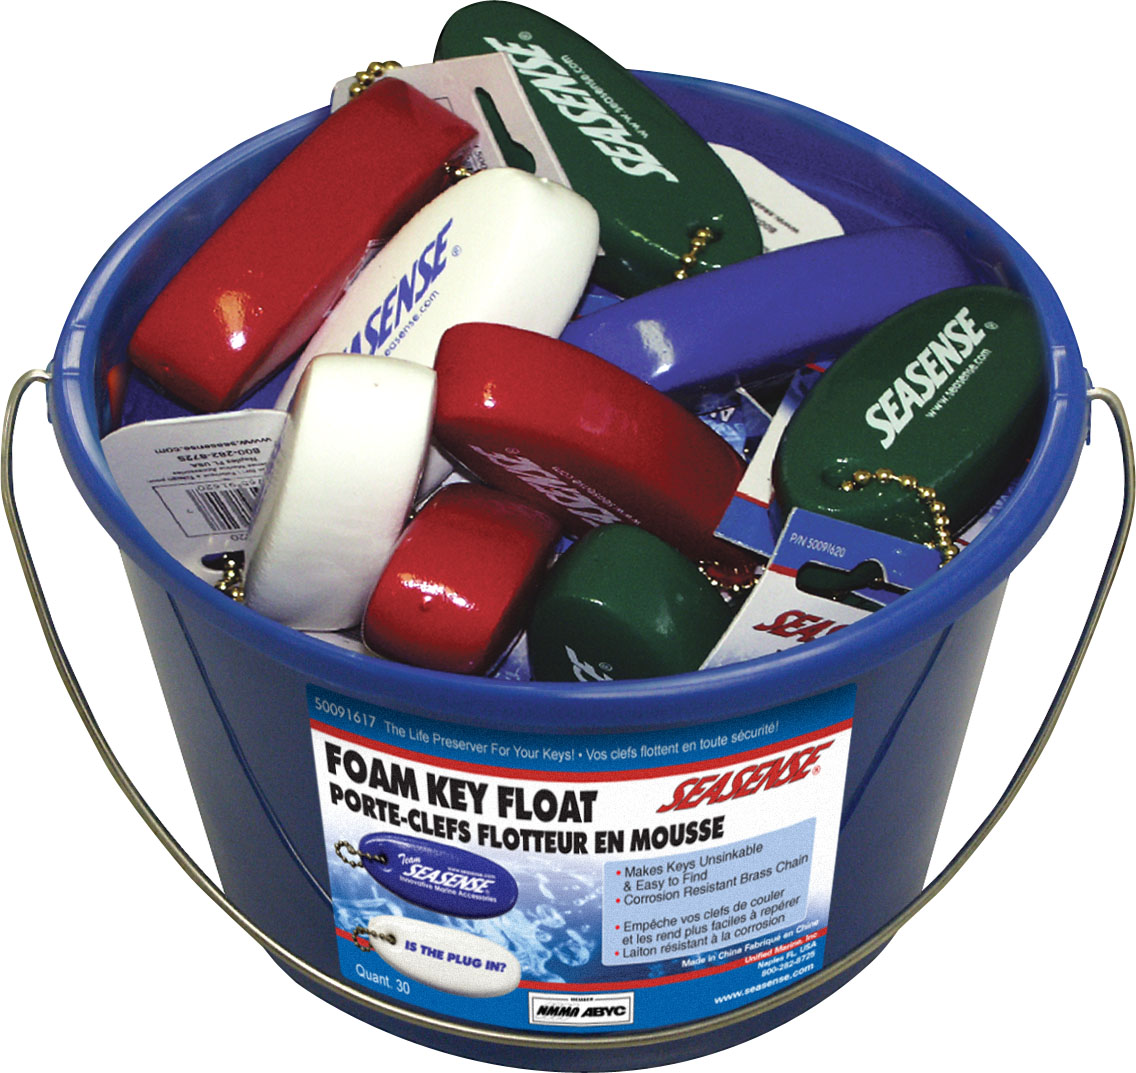 SEASENSE®
www.seasense.com
SEASENSE®
seasense.com
SEASENSE®
www.seasense.com
www.seasense.com
800-282-8725
Naples FL USA
P/N 50091620
50091617 The Life Preserver For Your Keys! • Vos clefs flottent en toute sécurité!
FOAM KEY FLOAT
SEASENSE®
PORTE-CLEFS FLOTTEUR EN MOUSSE
Team
www.seasense.com
SEASENSE®
Innovative Marine Accessories
• Makes Keys Unsinkable
& Easy to Find
• Corrosion Resistant Brass Chain
• Empêche vos clefs de couler
et les rend plus faciles à repérer
• Laiton résistant à la corrosion
IS THE PLUG IN?
Made in China Fabriqué en Chine
Unified Marine, Inc
Naples FL, USA
800-282-8725
www.seasense.com
Quant. 30
MEMBER
NMMA ABYC